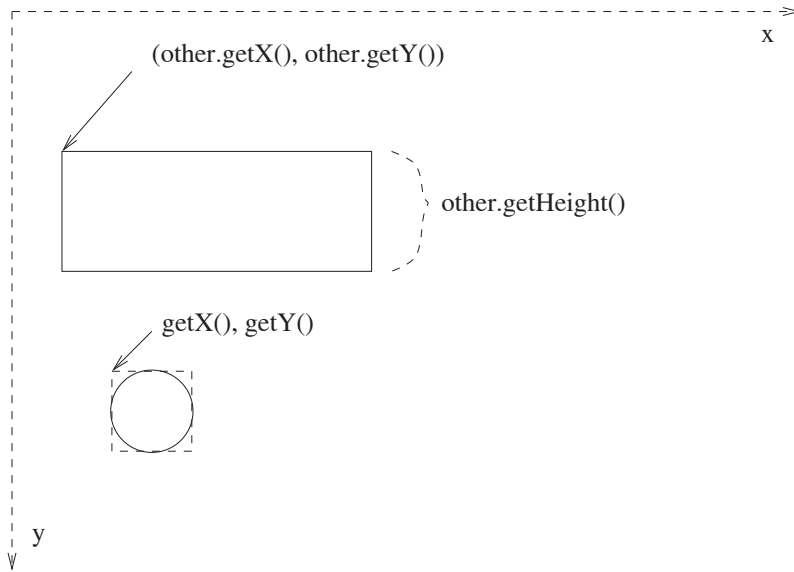 x
(other.getX(), other.getY())
other.getHeight()
getX(), getY()
y